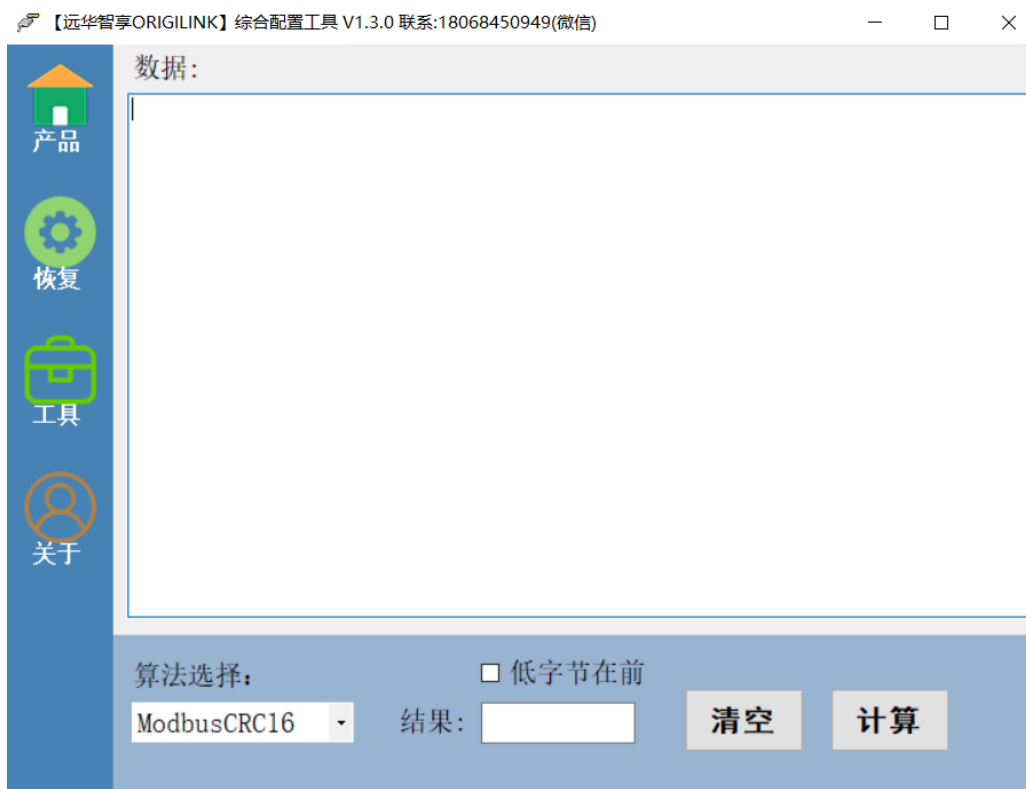 【远华智享ORIGILINK】综合配置工具 V1.3.0 联系:18068450949(微信)
产品
恢复
工具
关于
数据:
算法选择:
低字节在前
ModbusCRC16
结果:
清空
计算